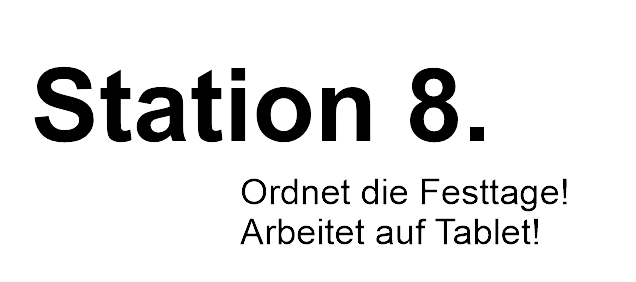 Station 8.
Ordnet die Festtage!
Arbeitet auf Tablet!